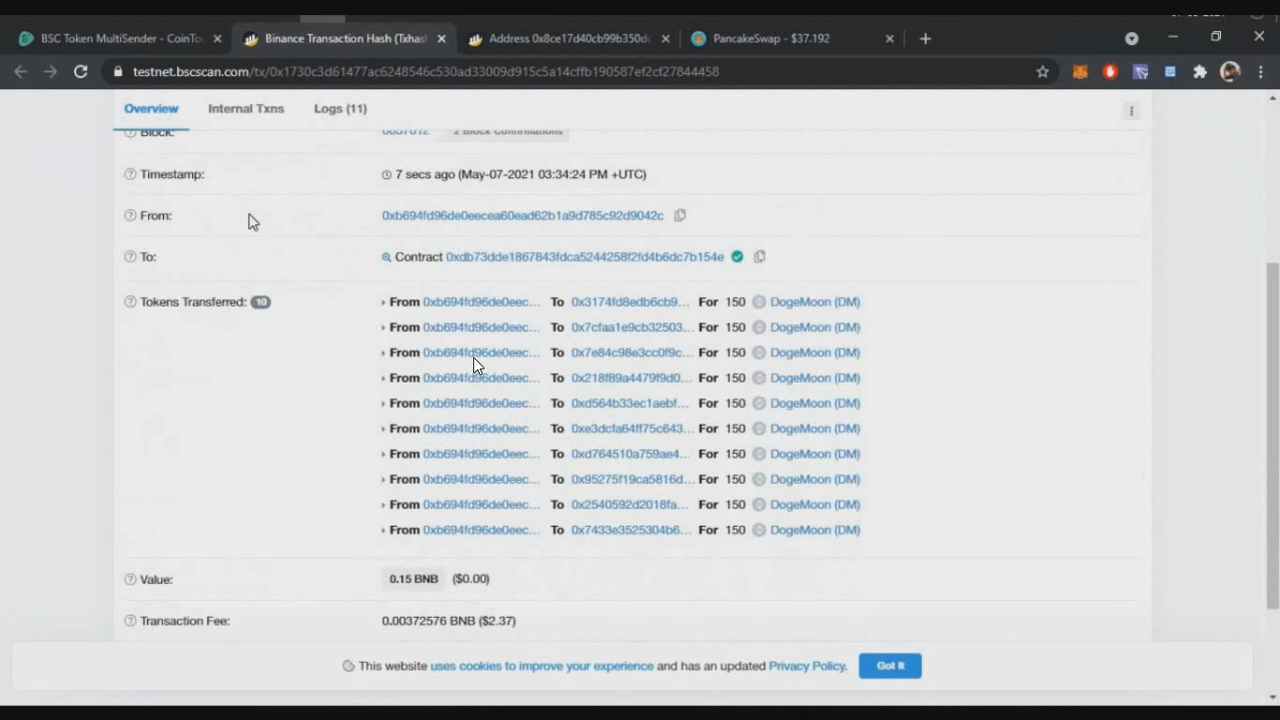 BSC Token MultiSender - CoinTo
Binance Transaction Hash (Txhas
Address 0x8ce17d40cb99b350d
PancakeSwap - $37.192
testnet.bscscan.com/tx/0x1730c3d61477ac6248546c530ad33009d915c5a14cffb190587ef2cf27844458
Overview Internal Txns Logs (11)
Block: 2 Block Confirmations
Timestamp: 7 secs ago (May-07-2021 03:34:24 PM +UTC)
From: 0xb694fd96de0eecea60ead62b1a9d785c92d9042c
To: Contract 0xdb73dde1867843fdca5244258f2fd4b6dc7b154e
Tokens Transferred: 10
From 0xb694fd96de0eec... To 0x3174fd8edb6cb9... For 150 DogeMoon (DM)
From 0xb694fd96de0eec... To 0x7cfaa1e9cb32503... For 150 DogeMoon (DM)
From 0xb694fd96de0eec... To 0x7e84c98e3cc0f9c... For 150 DogeMoon (DM)
From 0xb694fd96de0eec... To 0x218f89a4479f9d0... For 150 DogeMoon (DM)
From 0xb694fd96de0eec... To 0xd564b33ec1aebf... For 150 DogeMoon (DM)
From 0xb694fd96de0eec... To 0xe3dcfa64ff75c643... For 150 DogeMoon (DM)
From 0xb694fd96de0eec... To 0xd764510a759ae4... For 150 DogeMoon (DM)
From 0xb694fd96de0eec... To 0x95275f19ca5816d... For 150 DogeMoon (DM)
From 0xb694fd96de0eec... To 0x2540592d2018fa... For 150 DogeMoon (DM)
From 0xb694fd96de0eec... To 0x7433e3525304b6... For 150 DogeMoon (DM)
Value: 0.15 BNB ($0.00)
Transaction Fee: 0.00372576 BNB ($2.37)
This website uses cookies to improve your experience and has an updated Privacy Policy.
Got It